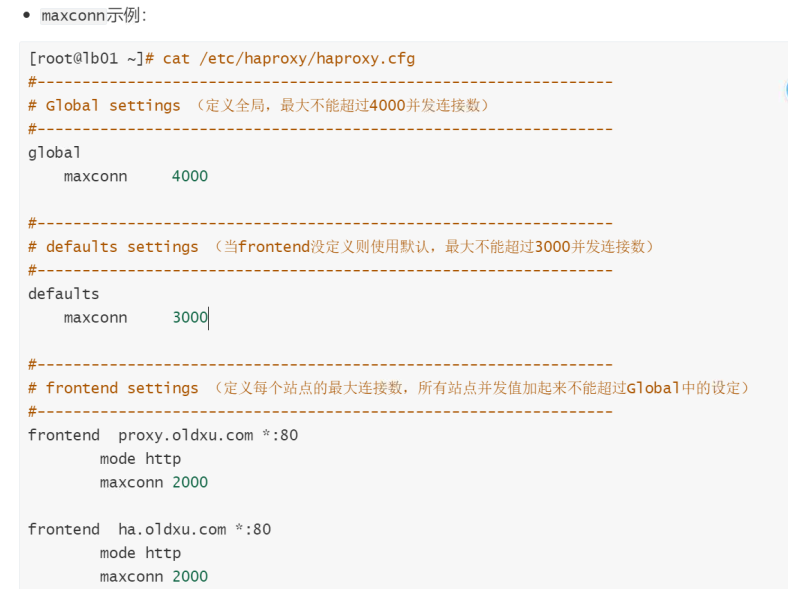 maxconn示例：
[root@lb01 ~]# cat /etc/haproxy/haproxy.cfg
#----------------------------------------------------------------
# Global settings （定义全局，最大不能超过4000并发连接数）
#----------------------------------------------------------------
global
    maxconn     4000
#----------------------------------------------------------------
# defaults settings （当frontend没定义则使用默认，最大不能超过3000并发连接数）
#----------------------------------------------------------------
defaults
    maxconn     3000
#----------------------------------------------------------------
# frontend settings （定义每个站点的最大连接数，所有站点并发值加起来不能超过Global中的设定）
#----------------------------------------------------------------
frontend  proxy.oldxu.com *:80
        mode http
        maxconn 2000
frontend  ha.oldxu.com *:80
        mode http
        maxconn 2000